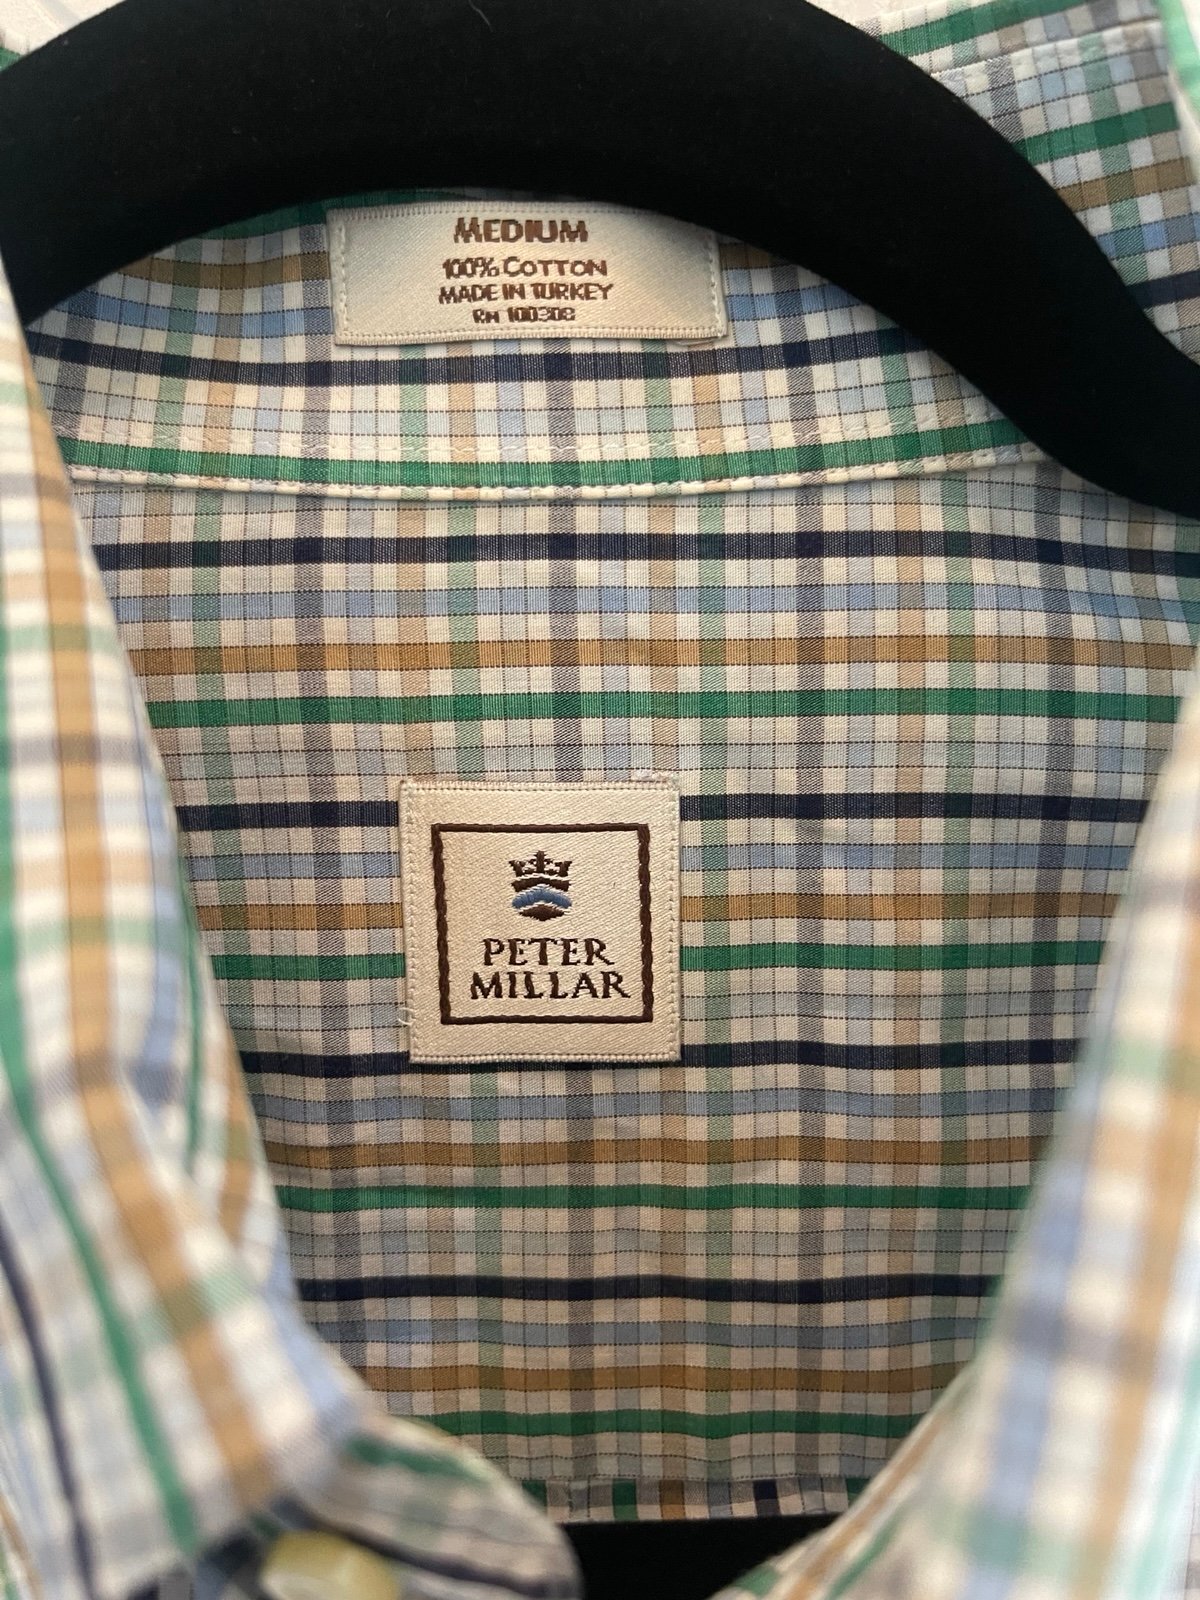 MEDIUM
100% COTTON
MADE IN TURKEY
RN 100308
PETER
MILLAR